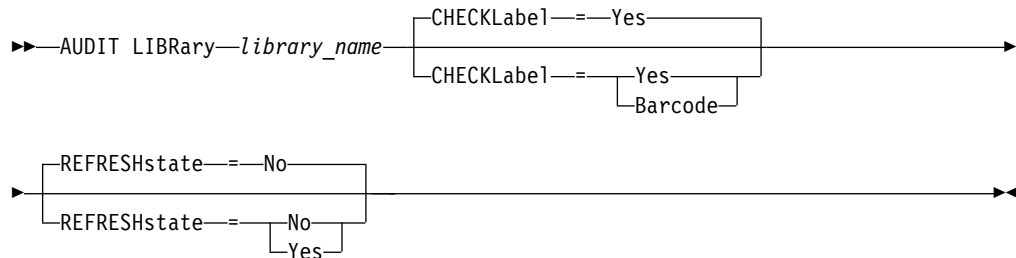 CHECKLabel = Yes
►►—AUDIT LIBRary—library_name
CHECKLabel = Yes
Barcode
REFRESHstate = No
REFRESHstate = No
Yes